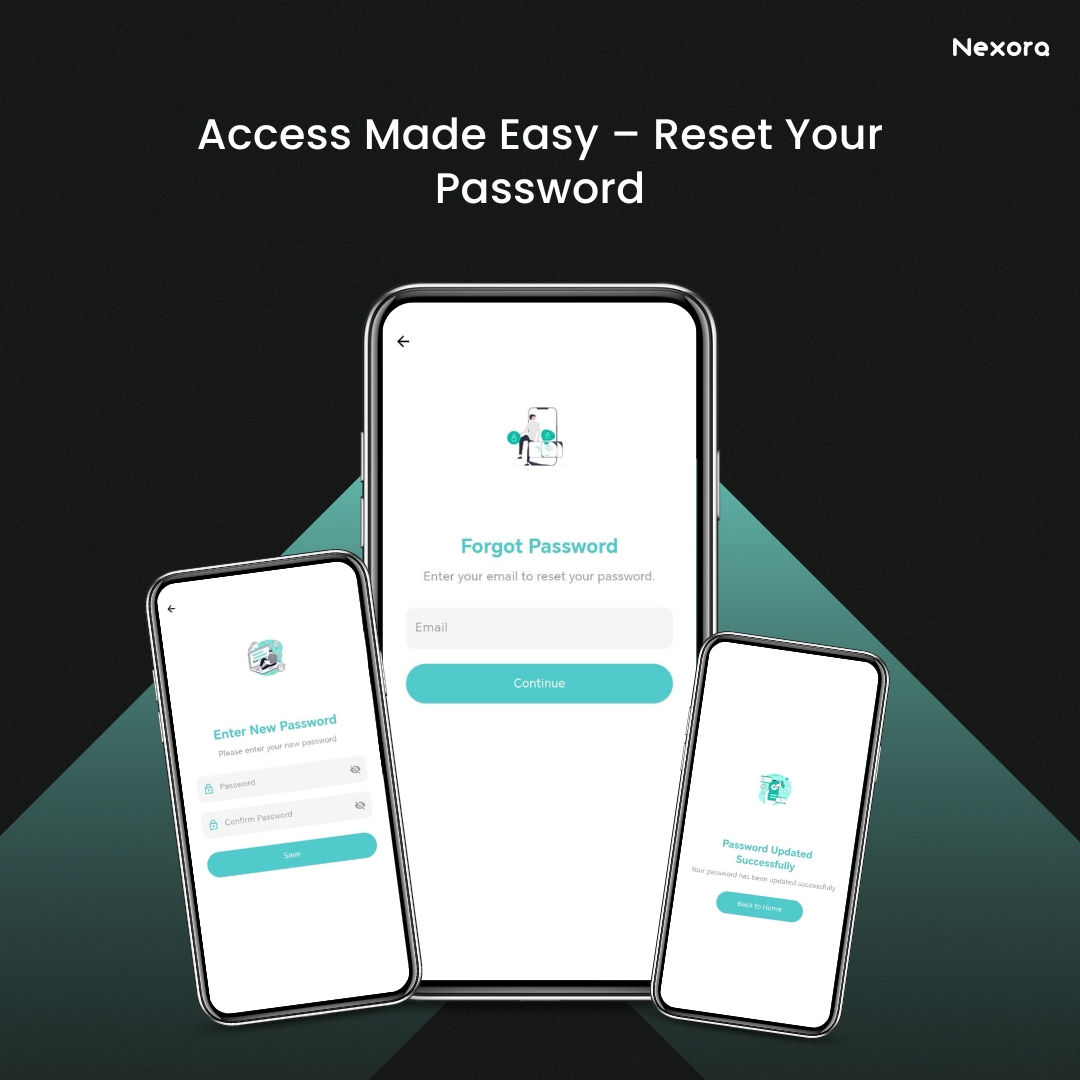 Nexora
Access Made Easy – Reset Your
Password
Forgot Password
Enter your email to reset your password.
Email
Continue
Enter New Password
Please enter your new password
Password
Confirm Password
Save
Password Updated
Successfully
Your password has been updated successfully
Back to Home